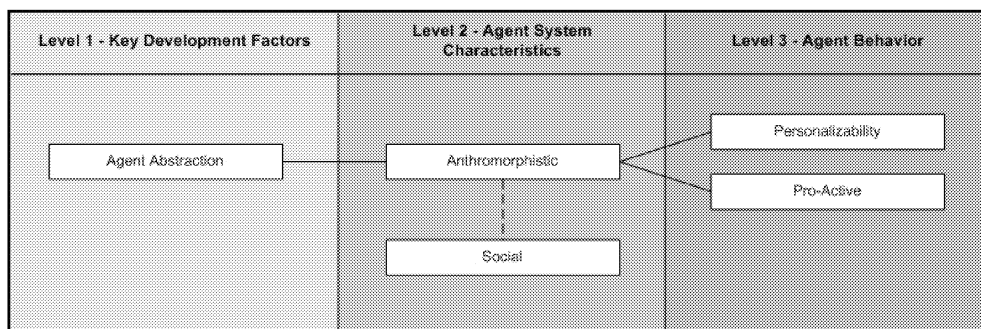 Level 1 - Key Development Factors
Level 2 - Agent System
Characteristics
Level 3 - Agent Behavior
Agent Abstraction
Anthromorphistic
Personalizability
Pro-Active
Social